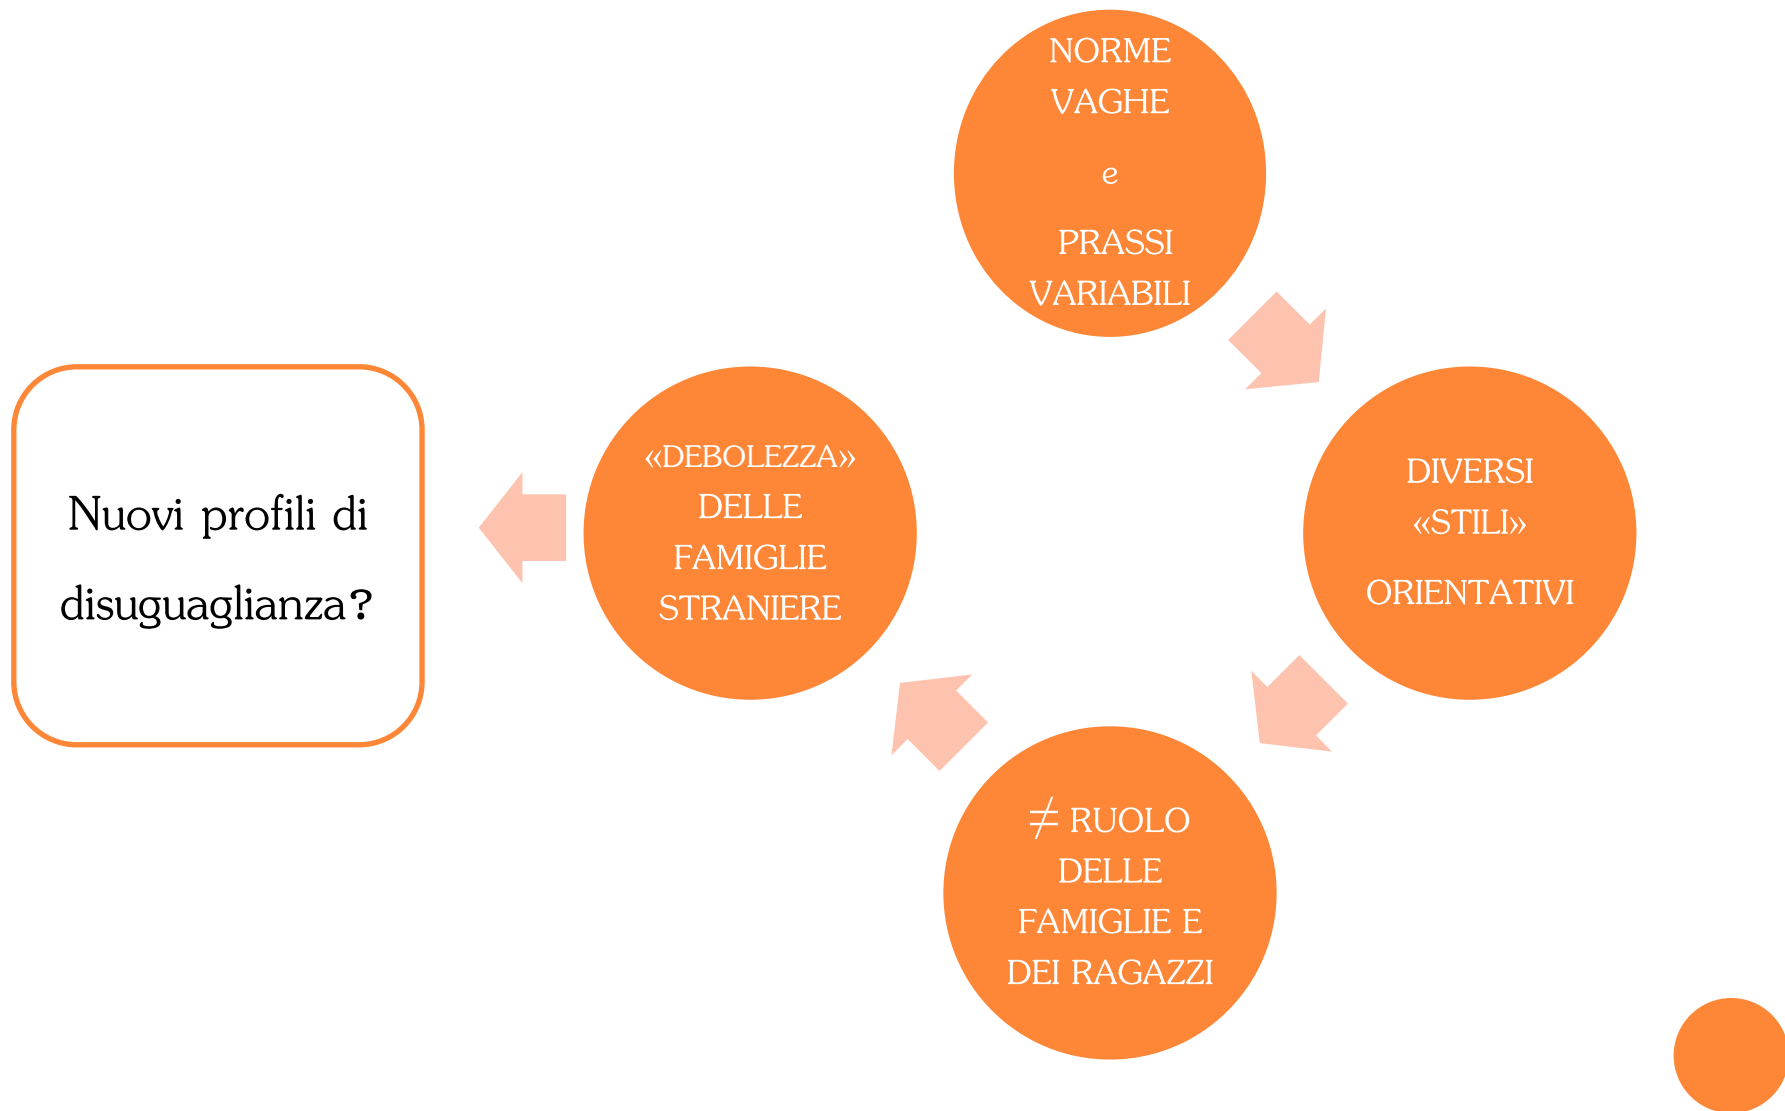 NORME
VAGHE
e
PRASSI
VARIABILI
DIVERSI
«STILI»
ORIENTATIVI
≠ RUOLO
DELLE
FAMIGLIE E
DEI RAGAZZI
«DEBOLEZZA»
DELLE
FAMIGLIE
STRANIERE
Nuovi profili di
disuguaglianza?